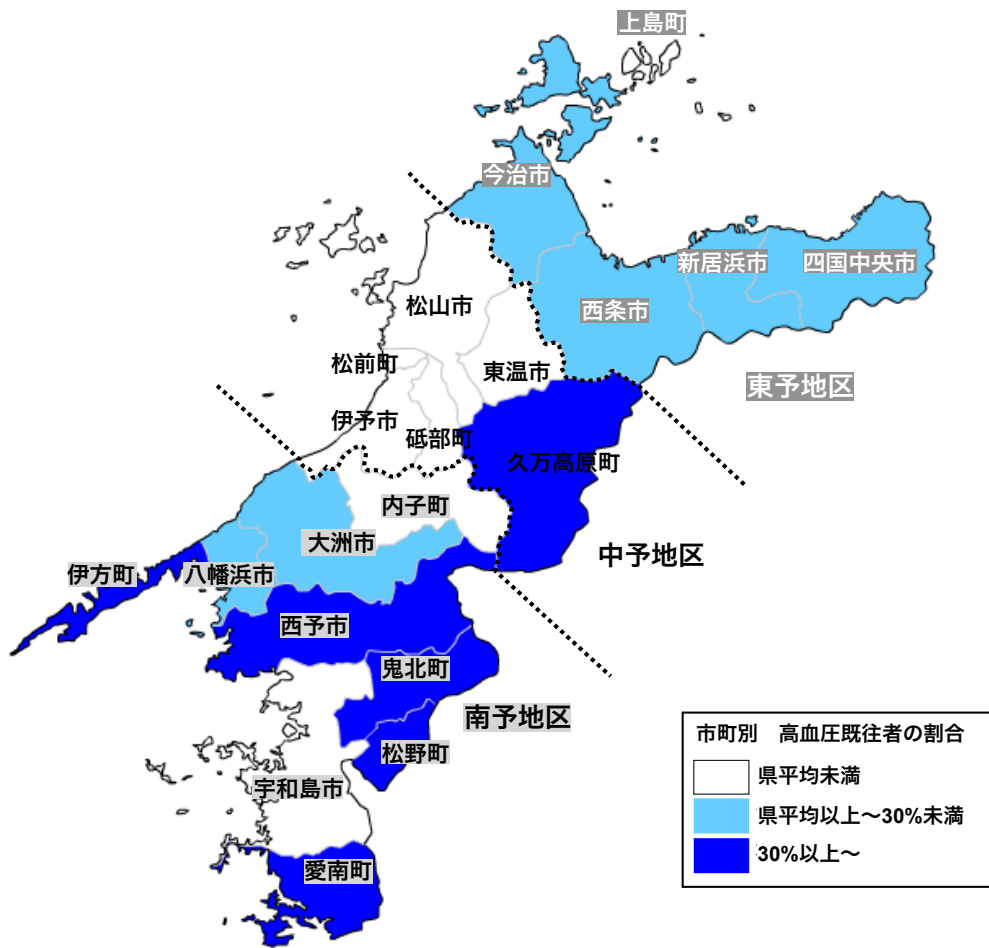 上島町
今治市
新居浜市
四国中央市
西条市
松山市
松前町
東温市
東予地区
伊予市
砥部町
久万高原町
内子町
大洲市
中予地区
伊方町
八幡浜市
西予市
鬼北町
南予地区
松野町
宇和島市
愛南町
市町別　高血圧既往者の割合
県平均未満
県平均以上～30%未満
30%以上～